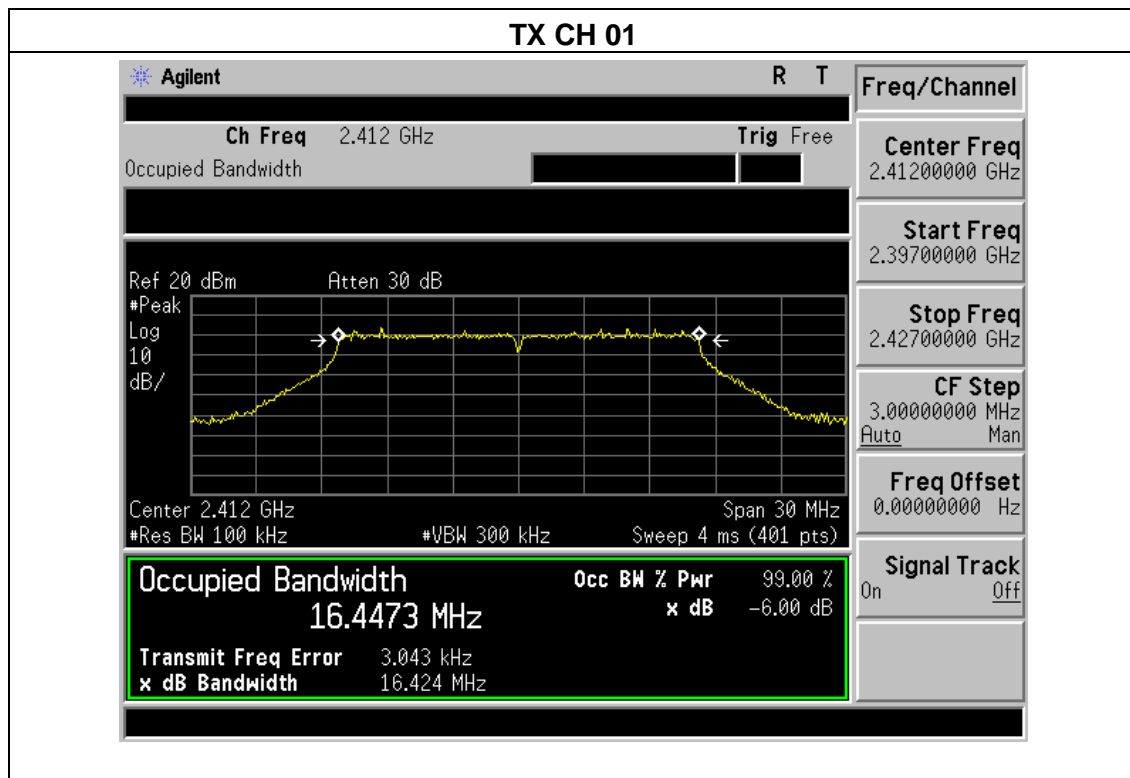 TX CH 01
Agilent R T
Freq/Channel
Ch Freq 2.412 GHz Trig Free
Occupied Bandwidth
Center Freq
2.41200000 GHz
Start Freq
2.39700000 GHz
Stop Freq
2.42700000 GHz
CF Step
3.00000000 MHz
Auto Man
Freq Offset
0.00000000 Hz
Signal Track
On Off
Ref 20 dBm Atten 30 dB
#Peak
Log
10
dB/
Center 2.412 GHz Span 30 MHz
#Res BW 100 kHz #VBW 300 kHz Sweep 4 ms (401 pts)
Occupied Bandwidth Occ BW % Pwr 99.00 %
16.4473 MHz x dB -6.00 dB
Transmit Freq Error 3.043 kHz
x dB Bandwidth 16.424 MHz